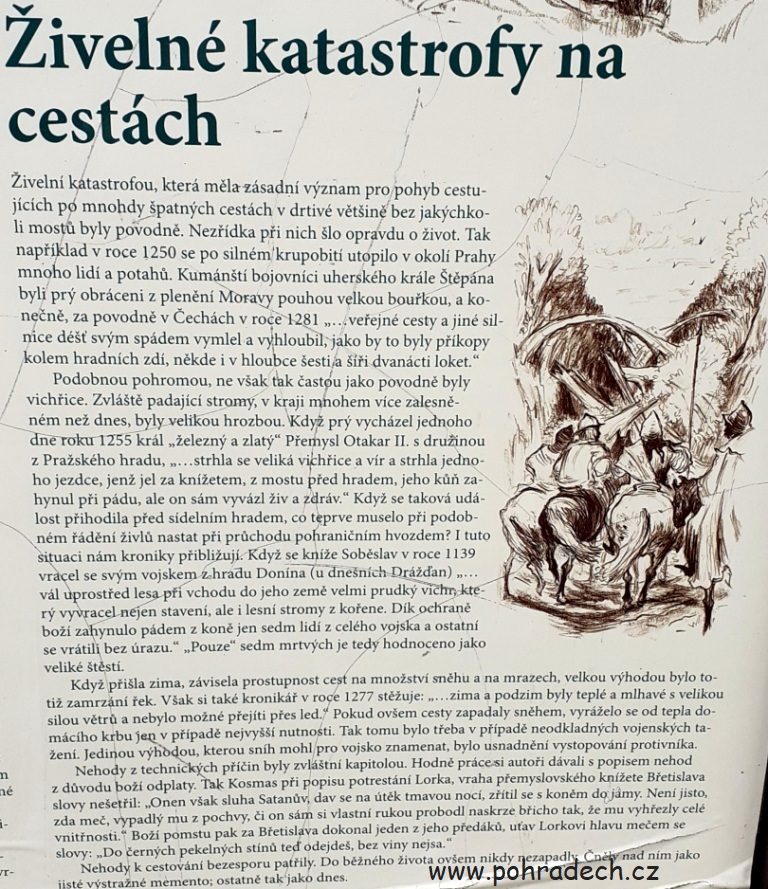 Živelné katastrofy na
cestách
Živelní katastrofou, která měla zásadní význam pro pohyb cestu-
jících po mnohdy špatných cestách v drtivé většině bez jakýchko-
li mostů byly povodně. Nezřídka při nich šlo opravdu o život. Tak
například v roce 1250 se po silném krupobití utopilo v okolí Prahy
mnoho lidí a potahů. Kumánští bojovníci uherského krále Štěpána
byli prý obráceni z plenění Moravy pouhou velkou bouřkou, a ko-
nečně, za povodně v Čechách v roce 1281 „…veřejné cesty a jiné sil-
nice déšť svým spádem vymlel a vyhloubil, jako by to byly příkopy
kolem hradních zdí, někde i v hloubce šesti a šíři dvanácti loket.“
Podobnou pohromou, ne však tak častou jako povodně byly
vichřice. Zvláště padající stromy, v kraji mnohem více zalesně-
ném než dnes, byly velikou hrozbou. Když prý vycházel jednoho
dne roku 1255 král „železný a zlatý“ Přemysl Otakar II. s družinou
z Pražského hradu, „…strhla se veliká vichřice a vír a strhla jedno-
ho jezdce, jenž jel za knížetem, z mostu před hradem, jeho kůň za-
hynul při pádu, ale on sám vyvázl živ a zdráv.“ Když se taková udá-
lost přihodila před sídelním hradem, co teprve muselo při podob-
ném řádění živlů nastat při průchodu pohraničním hvozdem? I tuto
situaci nám kroniky přibližují. Když se kníže Soběslav v roce 1139
vracel se svým vojskem z hradu Donína (u dnešních Drážďan) „…
vál uprostřed lesa při vchodu do jeho země velmi prudký vichr, kte-
rý vyvracel nejen stavení, ale i lesní stromy z kořene. Dík ochraně
boží zahynulo pádem z koně jen sedm lidí z celého vojska a ostatní
se vrátili bez úrazu.“ „Pouze“ sedm mrtvých je tedy hodnoceno jako
veliké štěstí.
Když přišla zima, závisela prostupnost cest na množství sněhu a na mrazech, velkou výhodou bylo to-
tiž zamrzání řek. Však si také kronikář v roce 1277 stěžuje: „…zima a podzim byly teplé a mlhavé s velikou
silou větrů a nebylo možné přejíti přes led.“ Pokud ovšem cesty zapadaly sněhem, vyráželo se od tepla do-
mácího krbu jen v případě nejvyšší nutnosti. Tak tomu bylo třeba v případě neodkladných vojenských ta-
žení. Jedinou výhodou, kterou sníh mohl pro vojsko znamenat, bylo usnadnění vystopování protivníka.
Nehody z technických příčin byly zvláštní kapitolou. Hodně práce si autoři dávali s popisem nehod
z důvodu boží odplaty. Tak Kosmas při popisu potrestání Lorka, vraha přemyslovského knížete Břetislava
slovy nešetřil: „Onen však sluha Satanův, dav se na útěk tmavou nocí, zřítil se s koněm do jámy. Není jisto,
zda meč, vypadlý mu z pochvy, či on sám si vlastní rukou probodl naskrze břicho tak, že mu vyhřezly celé
vnitřnosti.“ Boží pomstu pak za Břetislava dokonal jeden z jeho předáků, uťav Lorkovi hlavu mečem se
slovy: „Do černých pekelných stínů teď odejdeš, bez viny nejsa.“
Nehody k cestování bezesporu patřily. Do běžného života ovšem nikdy nezapadly. Čněly nad ním jako
jisté výstražné memento; ostatně tak jako dnes.
www.pohradech.cz